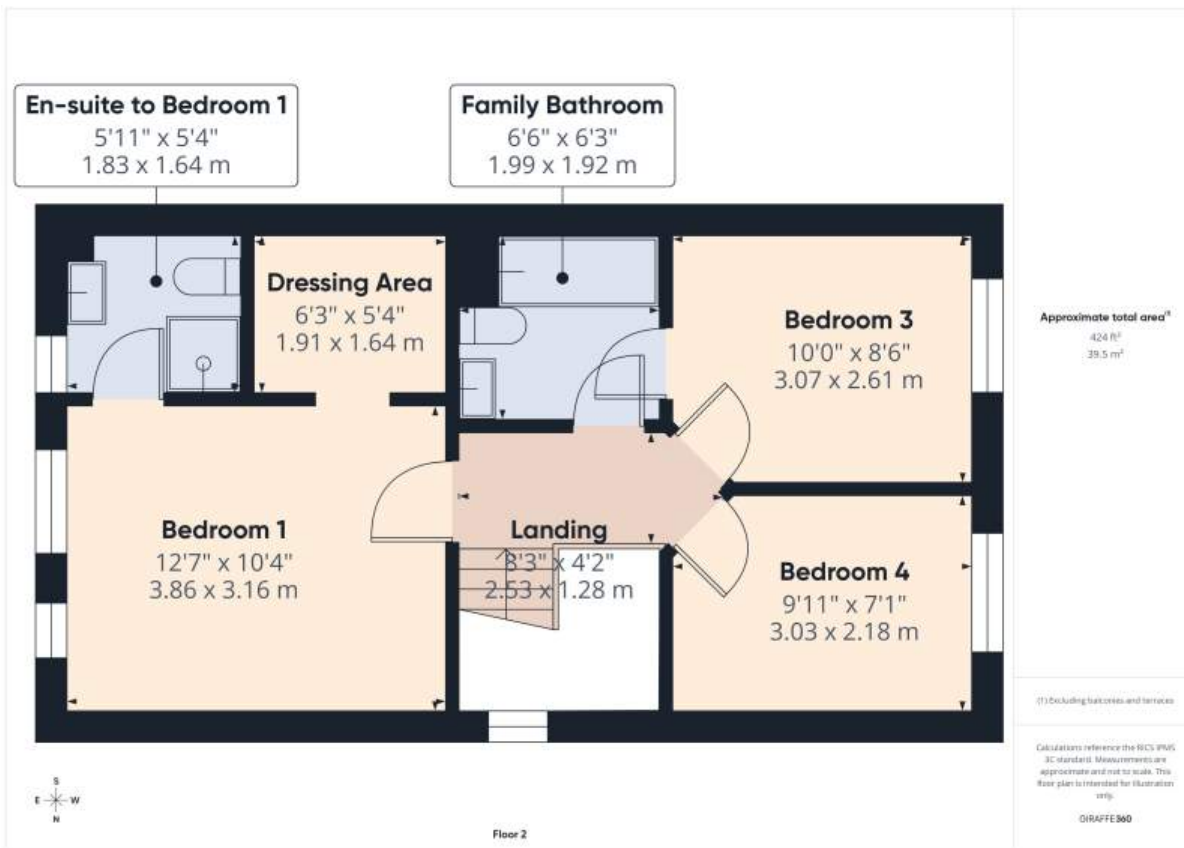 En-suite to Bedroom 1
5'11" x 5'4"
1.83 x 1.64 m
Family Bathroom
6'6" x 6'3"
1.99 x 1.92 m
Dressing Area
6'3" x 5'4"
1.91 x 1.64 m
Bedroom 3
10'0" x 8'6"
3.07 x 2.61 m
Bedroom 1
12'7" x 10'4"
3.86 x 3.16 m
Landing
8'3" x 4'2"
2.53 x 1.28 m
Bedroom 4
9'11" x 7'1"
3.03 x 2.18 m
S
E W
N
Floor 2
Approximate total area⁽¹⁾
424 ft²
39.5 m²
(1) Excluding balconies and terraces
Calculations reference the RICS IPMS
3C standard. Measurements are
approximate and not to scale. This
floor plan is intended for illustration
only.
GIRAFFE360